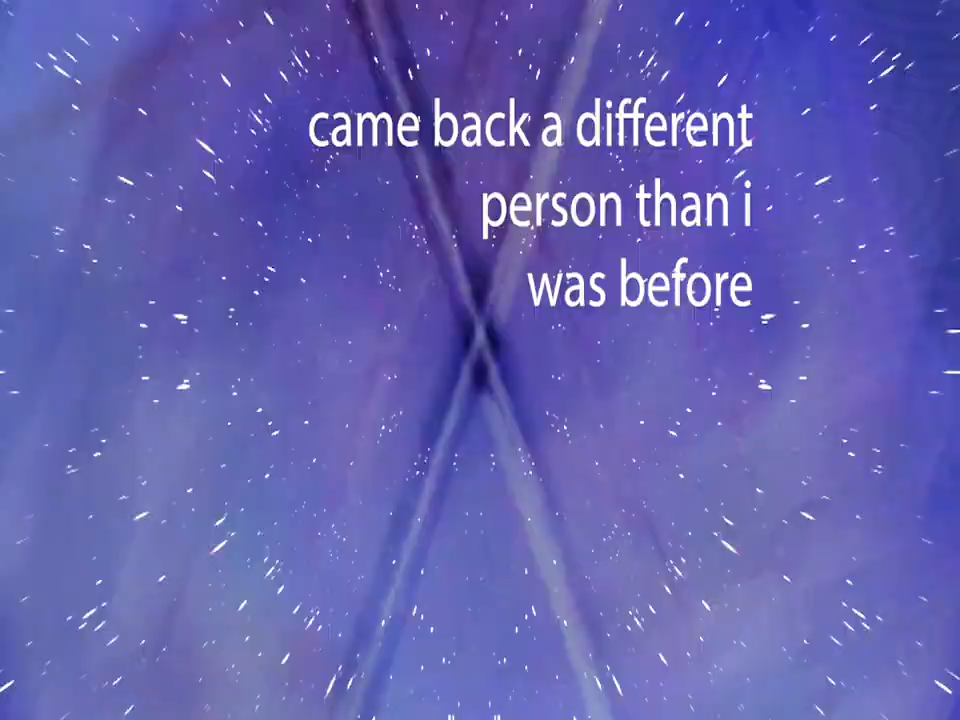 came back a different
person than i
was before